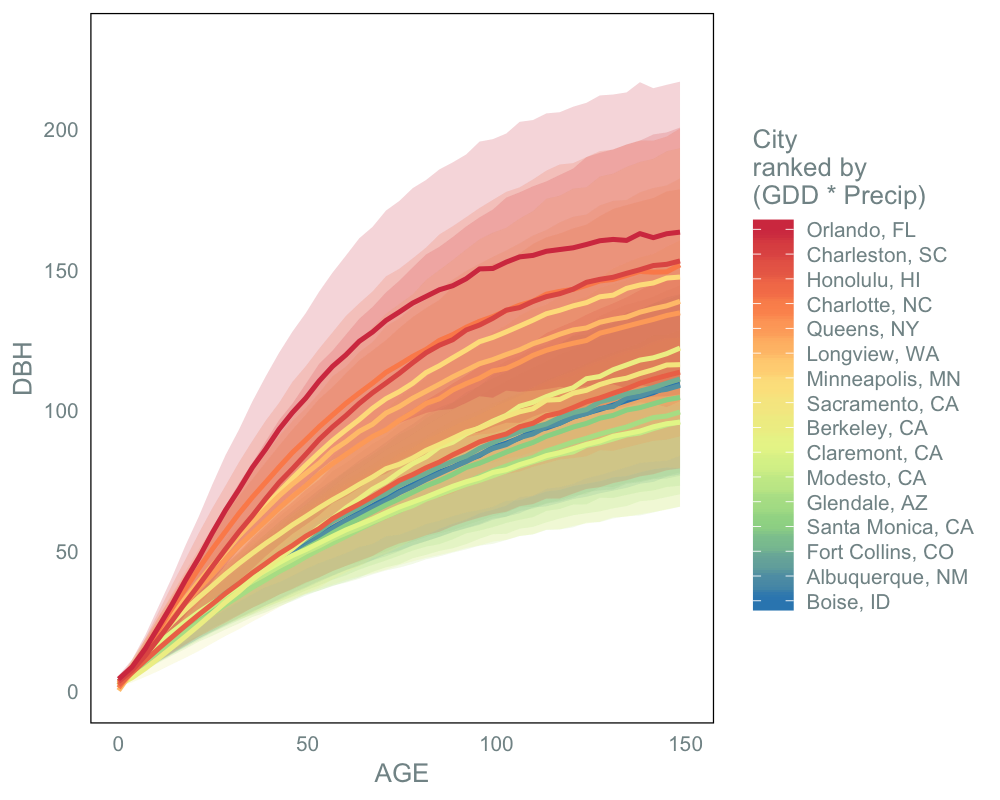 200
150
100
50
0
DBH
0 50 100 150
AGE
City
ranked by
(GDD * Precip)
Orlando, FL
Charleston, SC
Honolulu, HI
Charlotte, NC
Queens, NY
Longview, WA
Minneapolis, MN
Sacramento, CA
Berkeley, CA
Claremont, CA
Modesto, CA
Glendale, AZ
Santa Monica, CA
Fort Collins, CO
Albuquerque, NM
Boise, ID